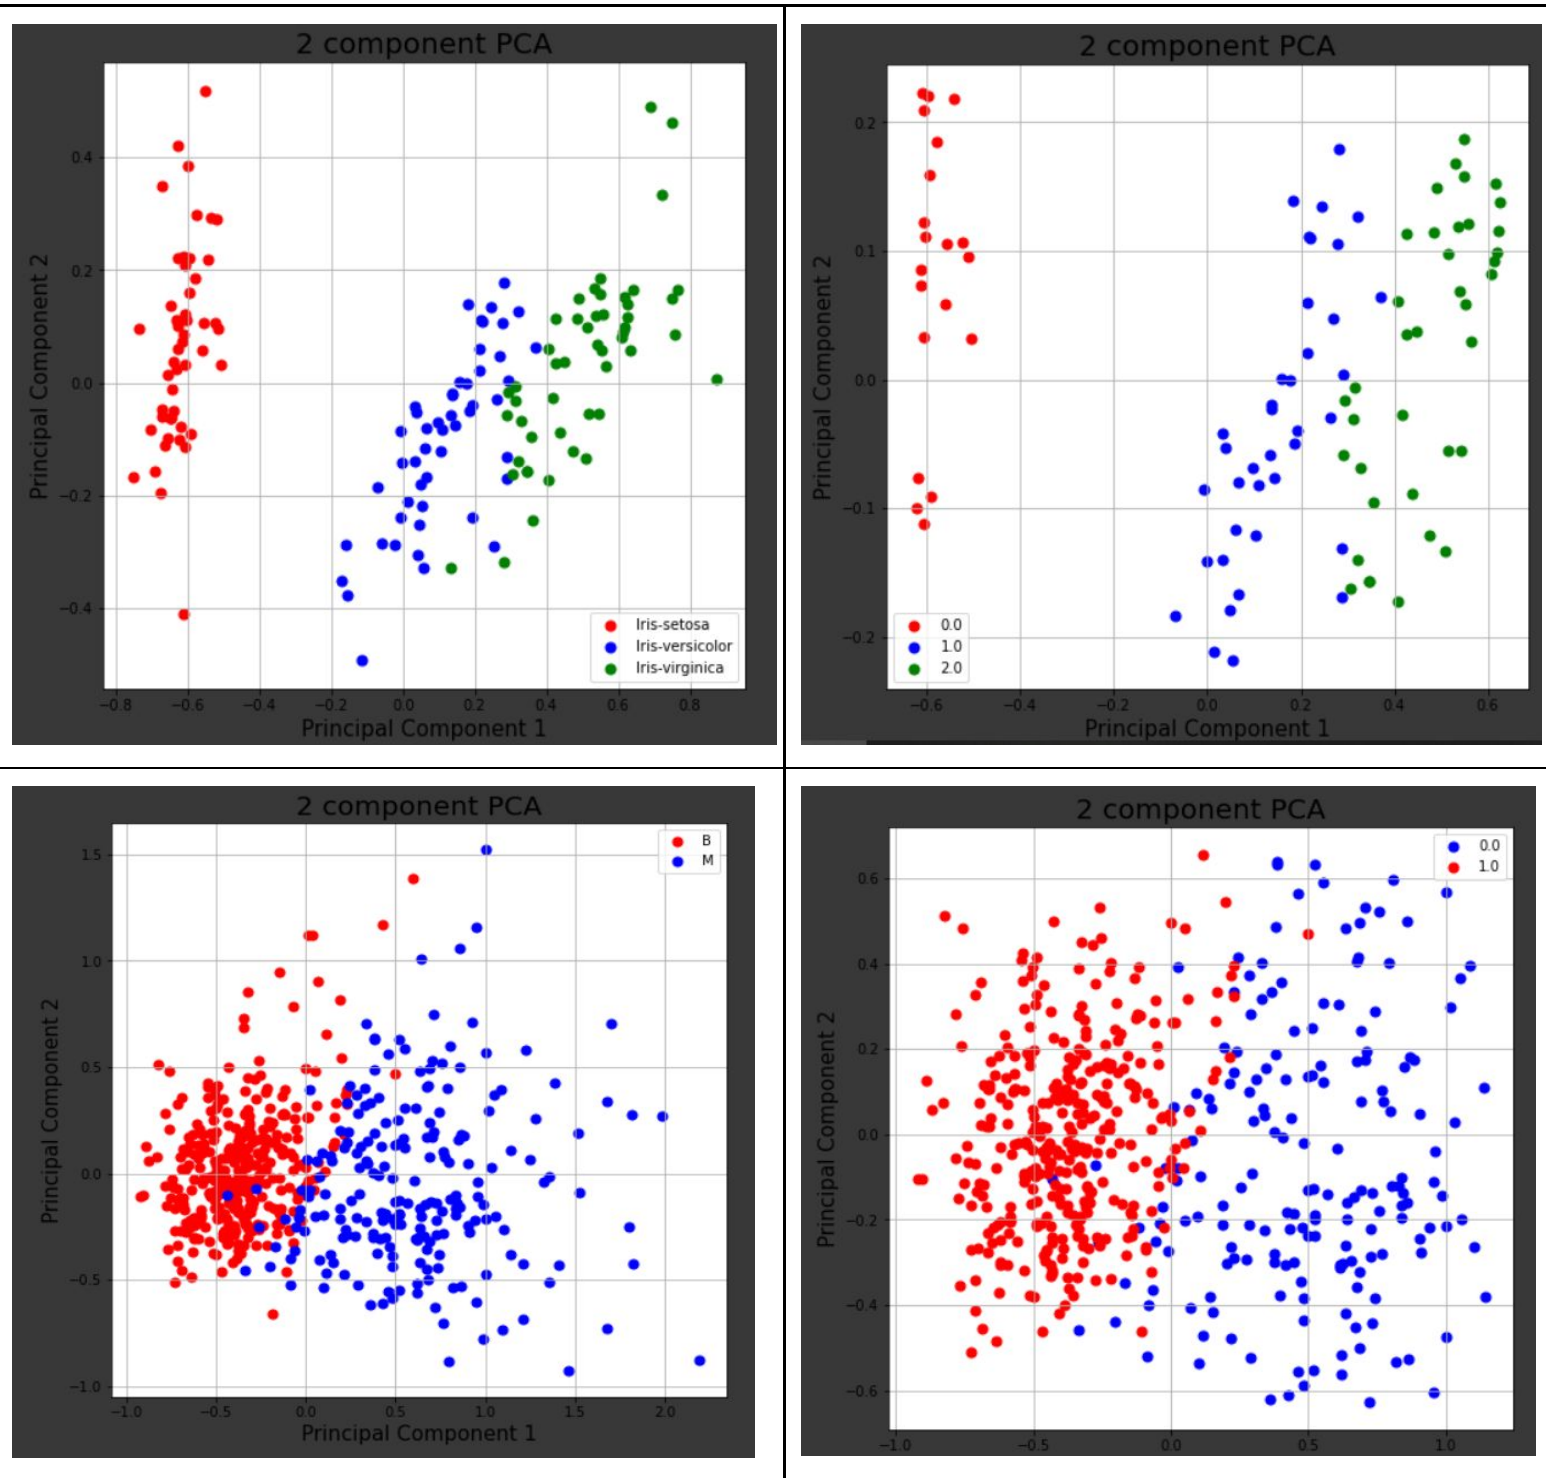 2 component PCA
Principal Component 2
0.4
0.2
0.0
−0.2
−0.4
Iris-setosa
Iris-versicolor
Iris-virginica
−0.8 −0.6 −0.4 −0.2 0.0 0.2 0.4 0.6 0.8
Principal Component 1
2 component PCA
Principal Component 2
0.2
0.1
0.0
−0.1
−0.2
0.0
1.0
2.0
−0.6 −0.4 −0.2 0.0 0.2 0.4 0.6
Principal Component 1
2 component PCA
B
M
Principal Component 2
1.5
1.0
0.5
0.0
−0.5
−1.0
−1.0 −0.5 0.0 0.5 1.0 1.5 2.0
Principal Component 1
2 component PCA
0.0
1.0
Principal Component 2
0.6
0.4
0.2
0.0
−0.2
−0.4
−0.6
−1.0 −0.5 0.0 0.5 1.0